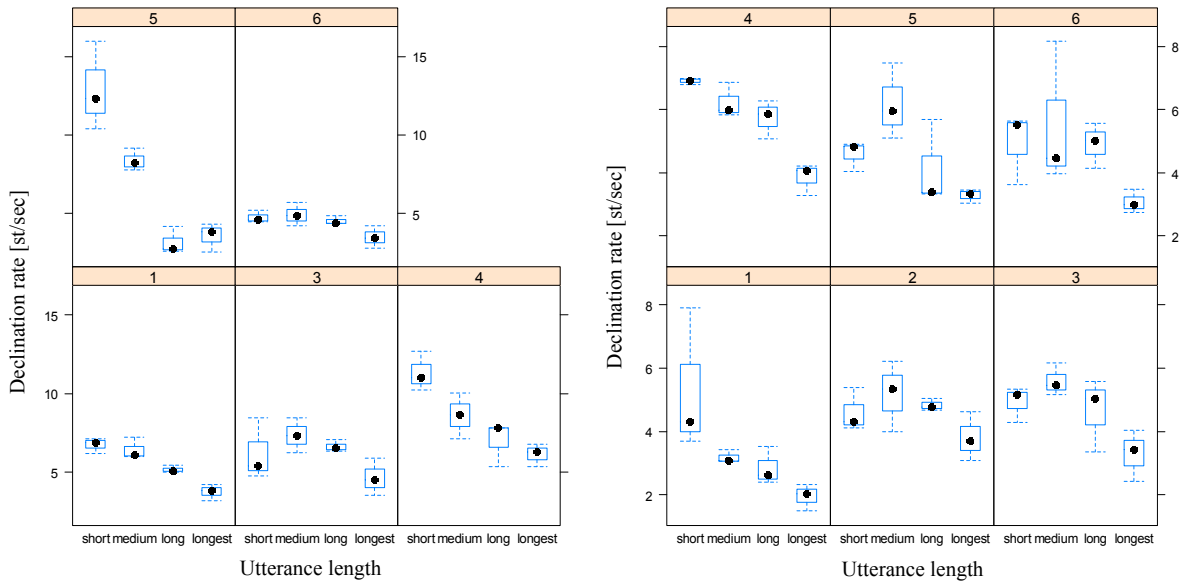 5 6
15
10
5
Declination rate [st/sec]
1 3 4
15
10
5
short medium long longest short medium long longest short medium long longest
Utterance length
4 5 6
8
6
4
2
Declination rate [st/sec]
1 2 3
8
6
4
2
short medium long longest short medium long longest short medium long longest
Utterance length